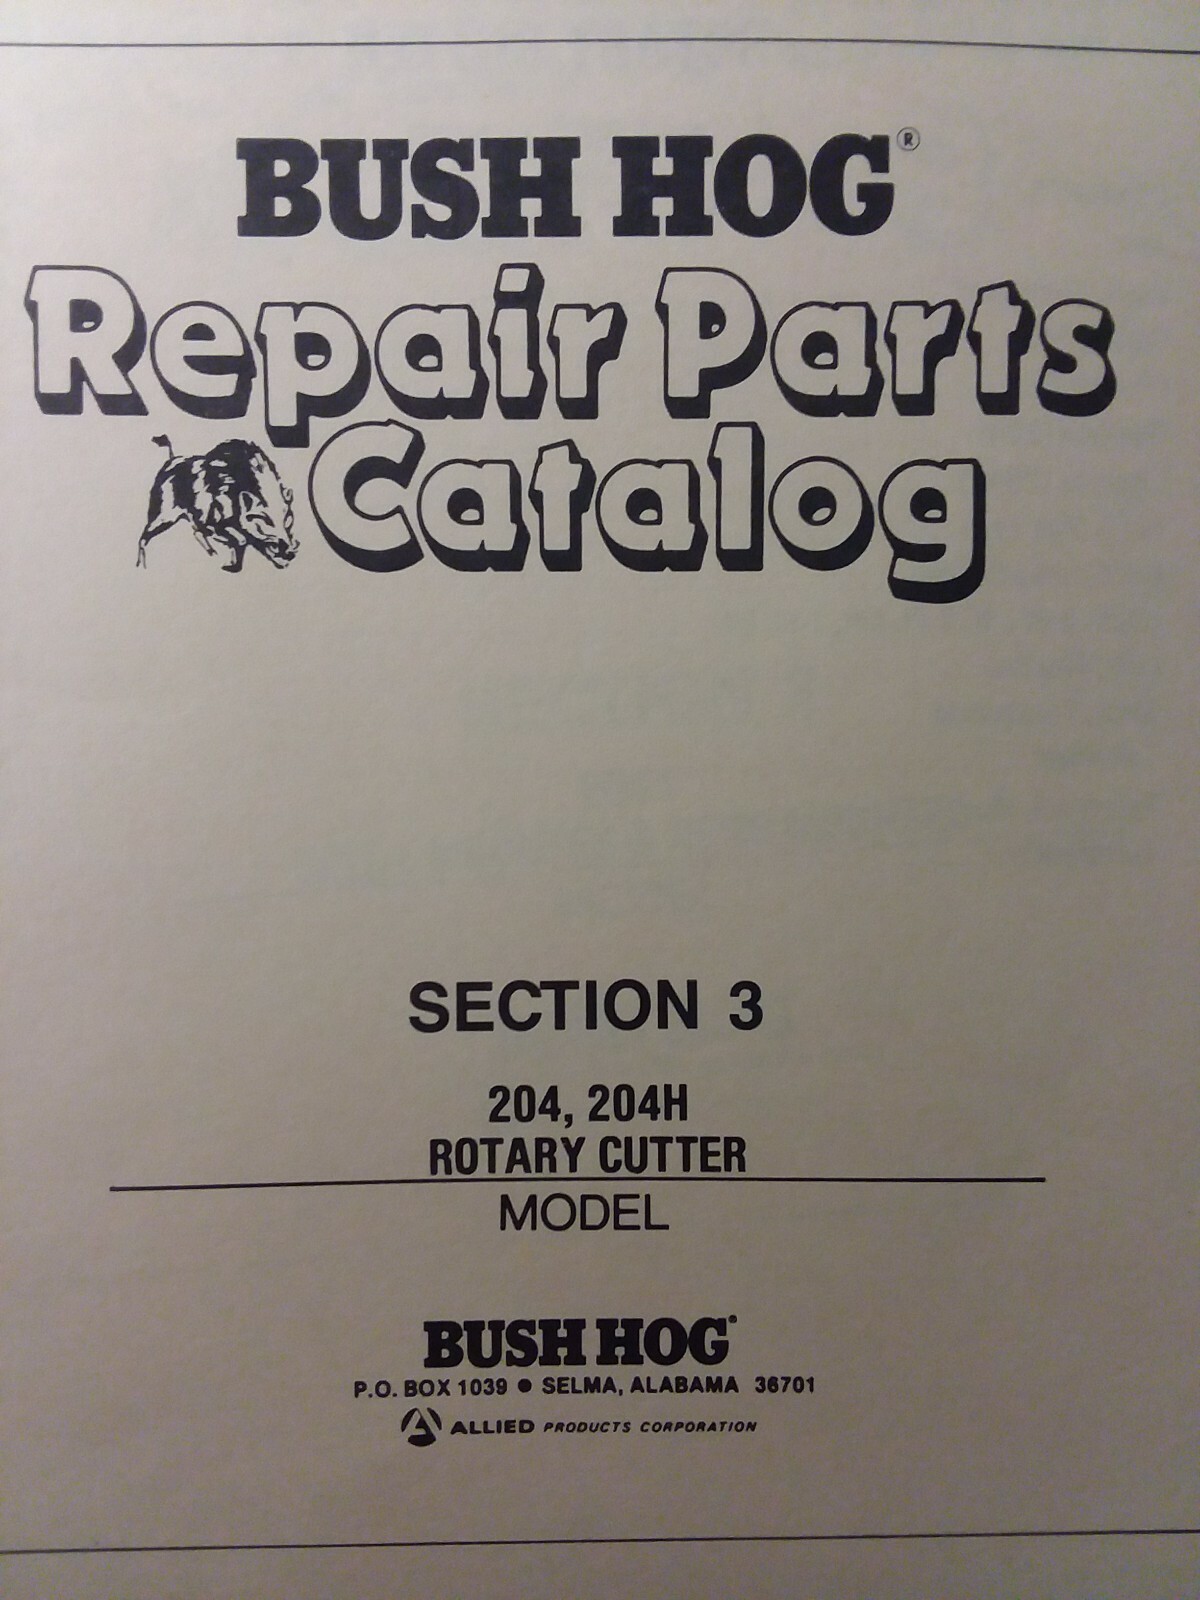 BUSH HOG®
Repair Parts
Catalog
SECTION 3
204, 204H
ROTARY CUTTER
MODEL
BUSH HOG®
P.O. BOX 1039 ● SELMA, ALABAMA 36701
ALLIED PRODUCTS CORPORATION